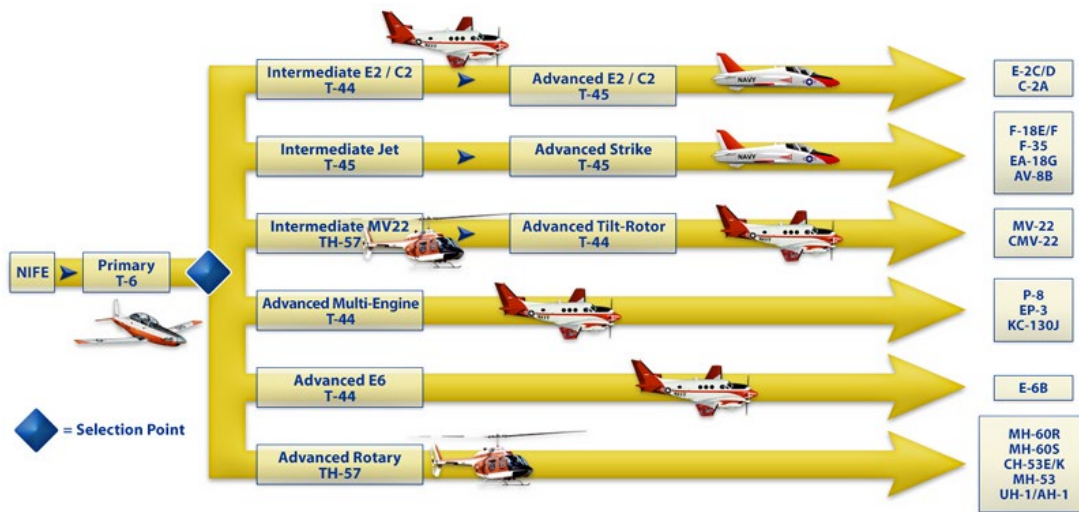 Intermediate E2 / C2
T-44
Advanced E2 / C2
T-45
NAVY
E-2C/D
C-2A
Intermediate Jet
T-45
Advanced Strike
T-45
NAVY
F-18E/F
F-35
EA-18G
AV-8B
Intermediate MV22
TH-57
Advanced Tilt-Rotor
T-44
MV-22
CMV-22
NIFE
Primary
T-6
Advanced Multi-Engine
T-44
P-8
EP-3
KC-130J
Advanced E6
T-44
E-6B
= Selection Point
Advanced Rotary
TH-57
MH-60R
MH-60S
CH-53E/K
MH-53
UH-1/AH-1